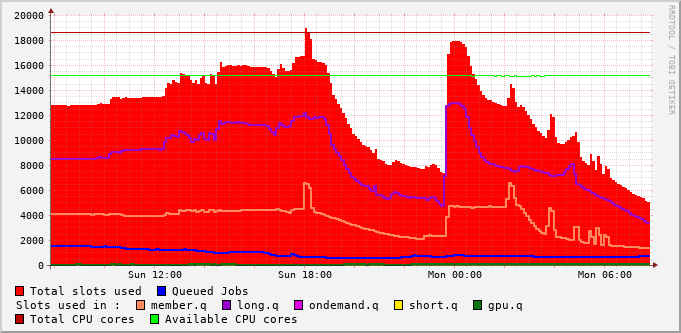 20000
18000
16000
14000
12000
10000
8000
6000
4000
2000
0
Sun 12:00 Sun 18:00 Mon 00:00 Mon 06:00
RRDTOOL / TOBI OETIKER
Total slots used Queued Jobs
Slots used in : member.q long.q ondemand.q short.q gpu.q
Total CPU cores Available CPU cores